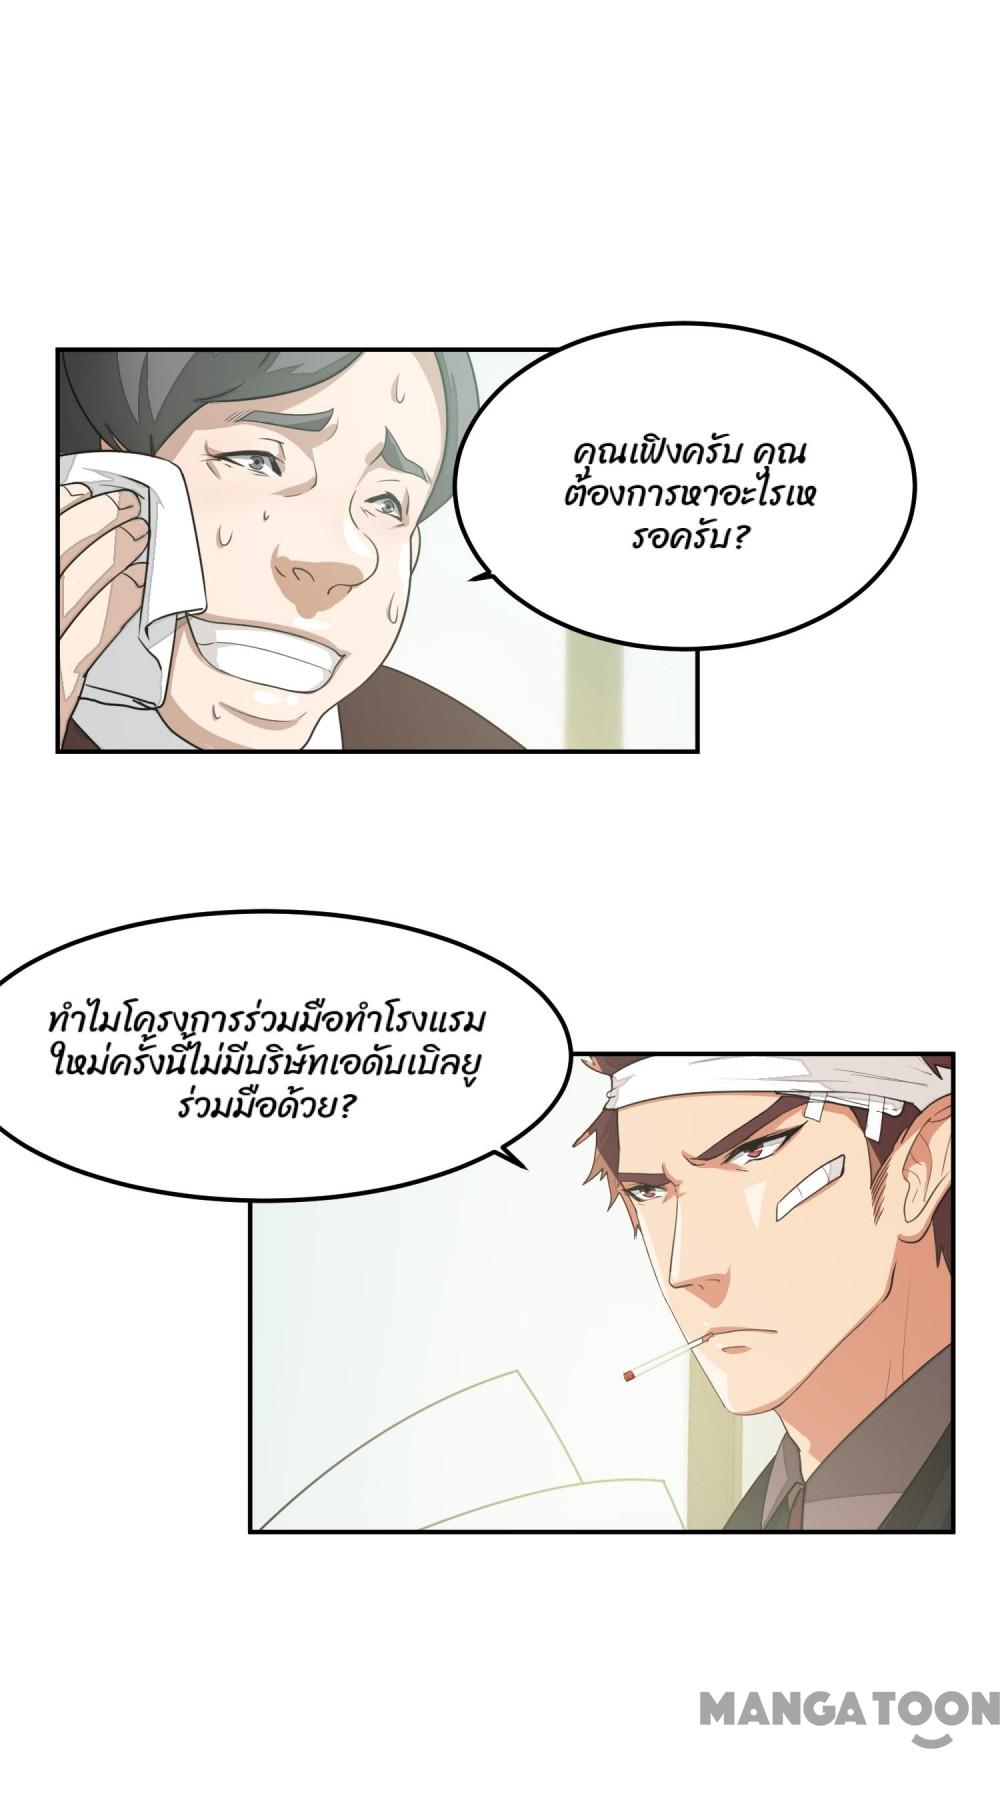 คุณเฟิงครับ คุณ
ต้องการหาอะไรเห
รอครับ?
ทำไมโครงการร่วมมือทำโรงแรม
ใหม่ครั้งนี้ไม่มีบริษัทเอดับเบิลยู
ร่วมมือด้วย?
MANGATOON